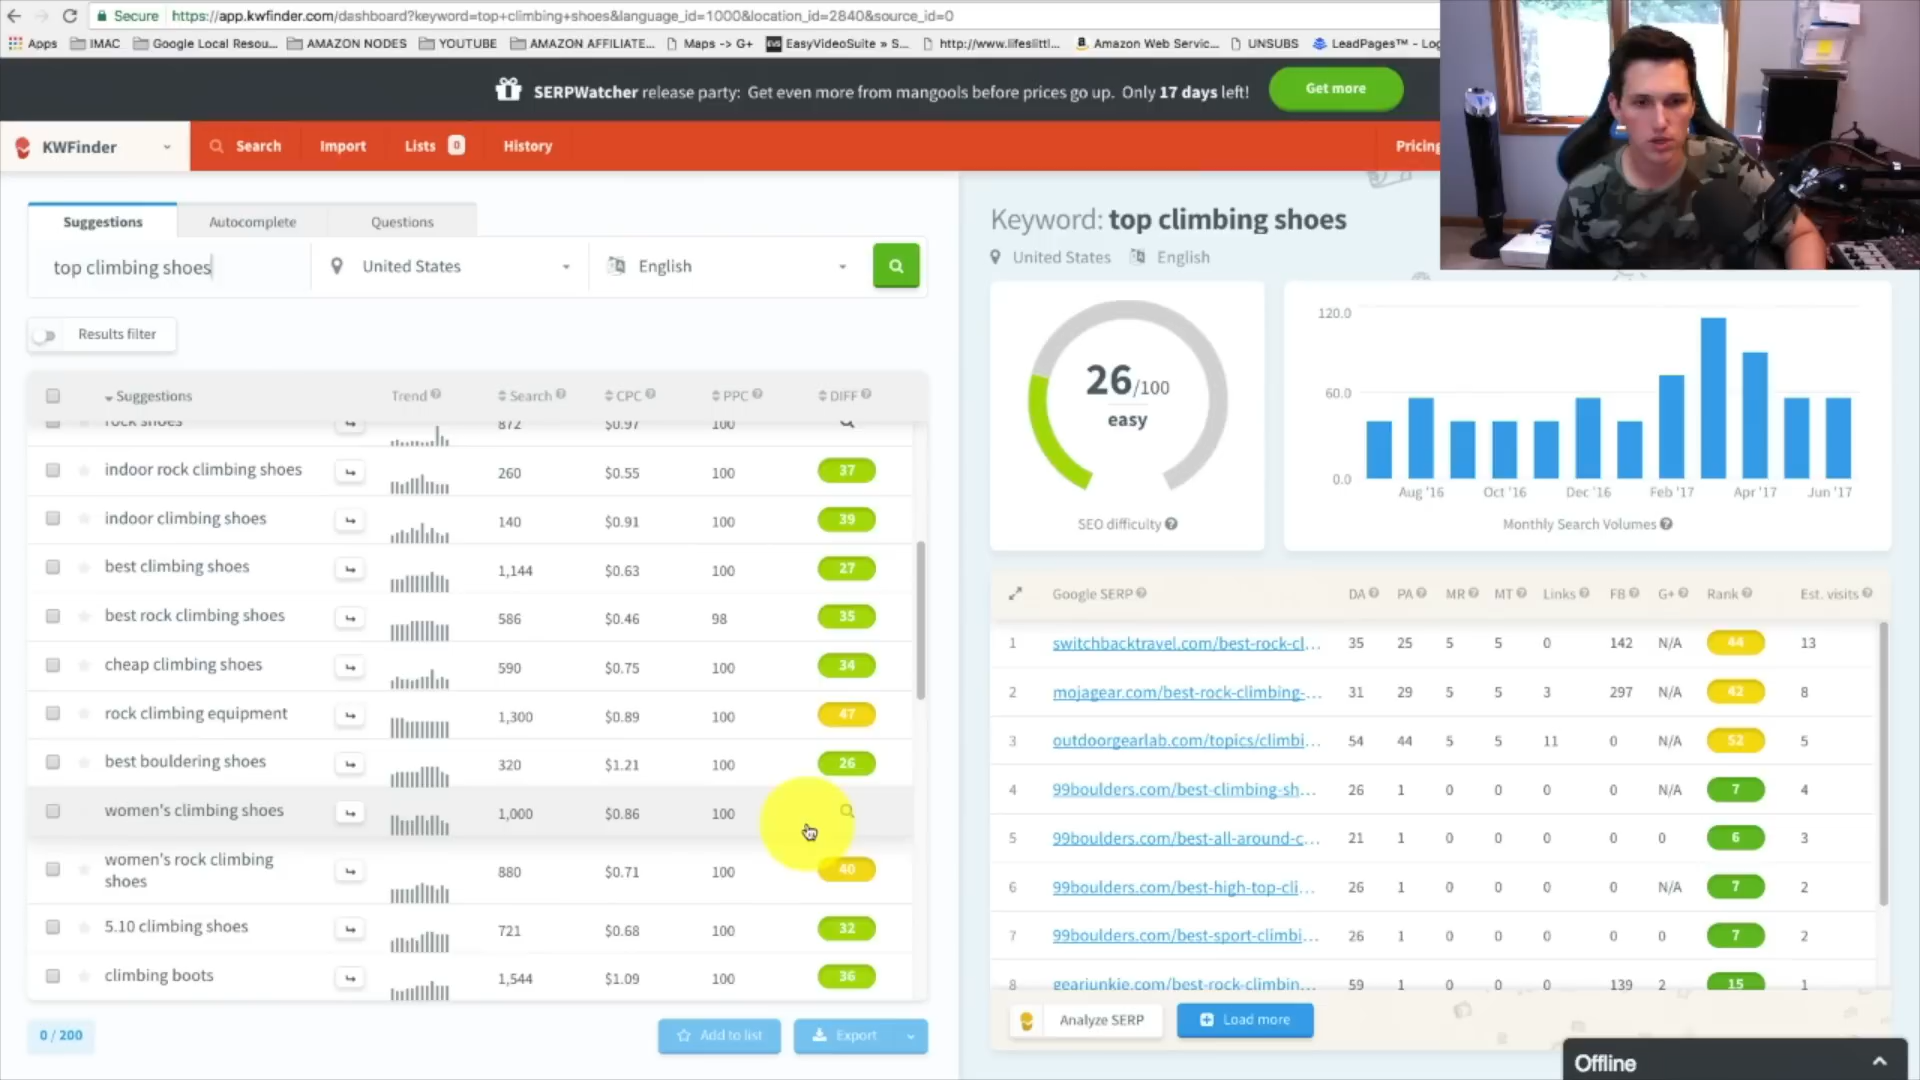 Secure https://app.kwfinder.com/dashboard?keyword=top+climbing+shoes&language_id=1000&location_id=2840&source_id=0
Apps IMAC Google Local Resou... AMAZON NODES YOUTUBE AMAZON AFFILIATE... Maps -> G+ EasyVideoSuite » S... http://www.lifeslittl... Amazon Web Servic... UNSUBS LeadPages™ - Log
SERPWatcher release party: Get even more from mangools before prices go up. Only 17 days left! Get more
KWFinder Search Import Lists 0 History Pricing
Suggestions Autocomplete Questions
top climbing shoes United States English
Results filter
Suggestions Trend Search CPC PPC DIFF
rock shoes 872 $0.97 100
indoor rock climbing shoes 260 $0.55 100 37
indoor climbing shoes 140 $0.91 100 39
best climbing shoes 1,144 $0.63 100 27
best rock climbing shoes 586 $0.46 98 35
cheap climbing shoes 590 $0.75 100 34
rock climbing equipment 1,300 $0.89 100 47
best bouldering shoes 320 $1.21 100 26
women's climbing shoes 1,000 $0.86 100
women's rock climbing
shoes 880 $0.71 100 40
5.10 climbing shoes 721 $0.68 100 32
climbing boots 1,544 $1.09 100 36
0 / 200 Add to list Export
Keyword: top climbing shoes
United States English
26/100
easy
SEO difficulty
120.0
60.0
0.0
Aug '16 Oct '16 Dec '16 Feb '17 Apr '17 Jun '17
Monthly Search Volumes
Google SERP DA PA MR MT Links FB G+ Rank Est. visits
1 switchbacktravel.com/best-rock-cl... 35 25 5 5 0 142 N/A 44 13
2 mojagear.com/best-rock-climbing-... 31 29 5 5 3 297 N/A 42 8
3 outdoorgearlab.com/topics/climbi... 54 44 5 5 11 0 N/A 52 5
4 99boulders.com/best-climbing-sh... 26 1 0 0 0 0 N/A 7 4
5 99boulders.com/best-all-around-c... 21 1 0 0 0 0 0 6 3
6 99boulders.com/best-high-top-cli... 26 1 0 0 0 0 N/A 7 2
7 99boulders.com/best-sport-climbi... 26 1 0 0 0 0 0 7 2
8 gearjunkie.com/best-rock-climbin... 59 1 0 0 0 139 2 15 1
Analyze SERP Load more
Offline